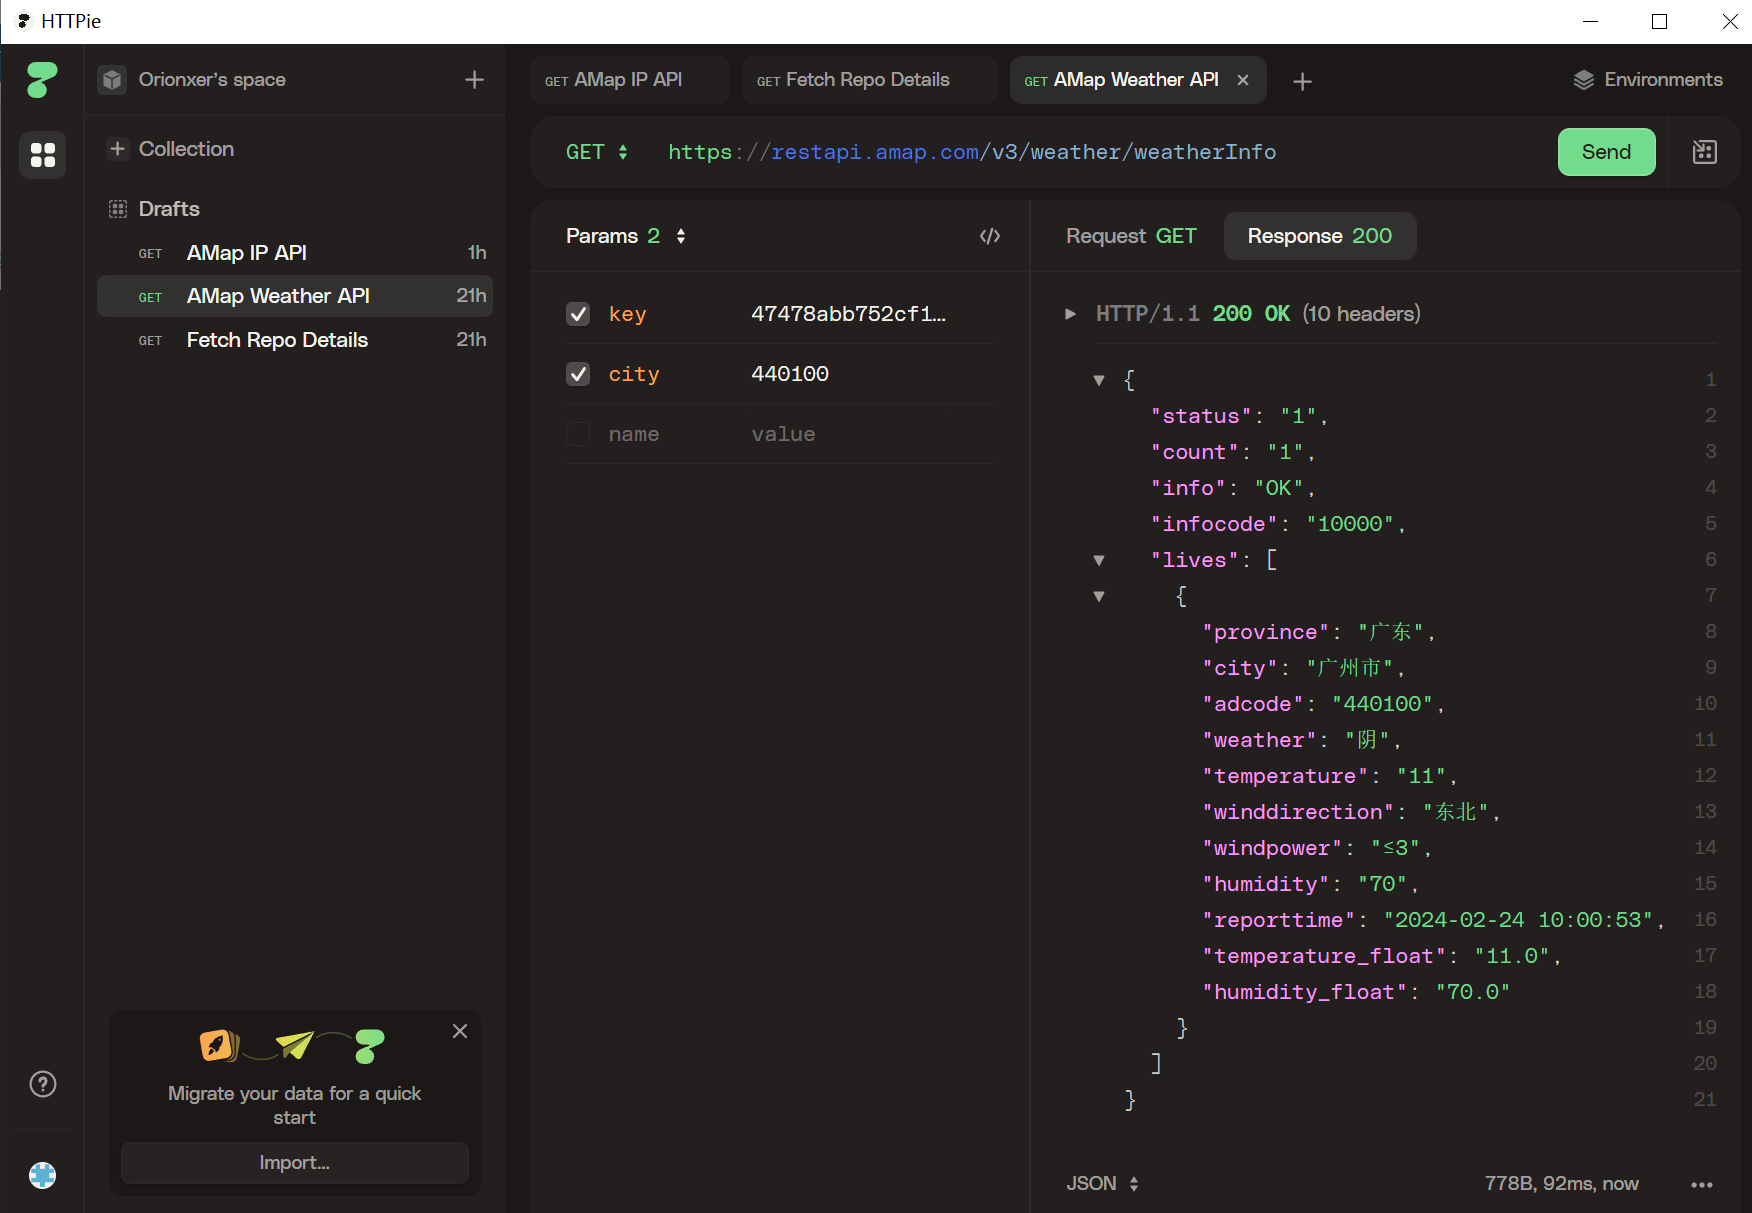 HTTPie
Orionxer's space
GET AMap IP API
GET Fetch Repo Details
GET AMap Weather API
Environments
Collection
GET
https://restapi.amap.com/v3/weather/weatherInfo
Send
Drafts
GET AMap IP API 1h
GET AMap Weather API 21h
GET Fetch Repo Details 21h
Params 2
</>
key 47478abb752cf1...
city 440100
name value
Request GET
Response 200
HTTP/1.1 200 OK (10 headers)
{ 1
"status": "1", 2
"count": "1", 3
"info": "OK", 4
"infocode": "10000", 5
"lives": [ 6
{ 7
"province": "广东", 8
"city": "广州市", 9
"adcode": "440100", 10
"weather": "阴", 11
"temperature": "11", 12
"winddirection": "东北", 13
"windpower": "≤3", 14
"humidity": "70", 15
"reporttime": "2024-02-24 10:00:53", 16
"temperature_float": "11.0", 17
"humidity_float": "70.0" 18
} 19
] 20
} 21
Migrate your data for a quick
start
Import...
JSON
778B, 92ms, now